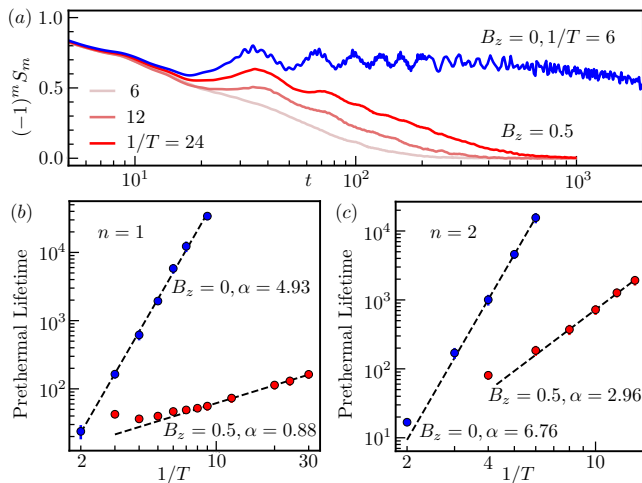 (a)
(−1)^m S_m
1.0
0.5
0.0
B_z = 0, 1/T = 6
6
12
1/T = 24
B_z = 0.5
10^1
t
10^2
10^3
(b)
n = 1
Prethermal Lifetime
10^4
10^3
10^2
B_z = 0, α = 4.93
B_z = 0.5, α = 0.88
2
10
30
1/T
(c)
n = 2
Prethermal Lifetime
10^4
10^3
10^2
10^1
B_z = 0.5, α = 2.96
B_z = 0, α = 6.76
2
4
10
1/T